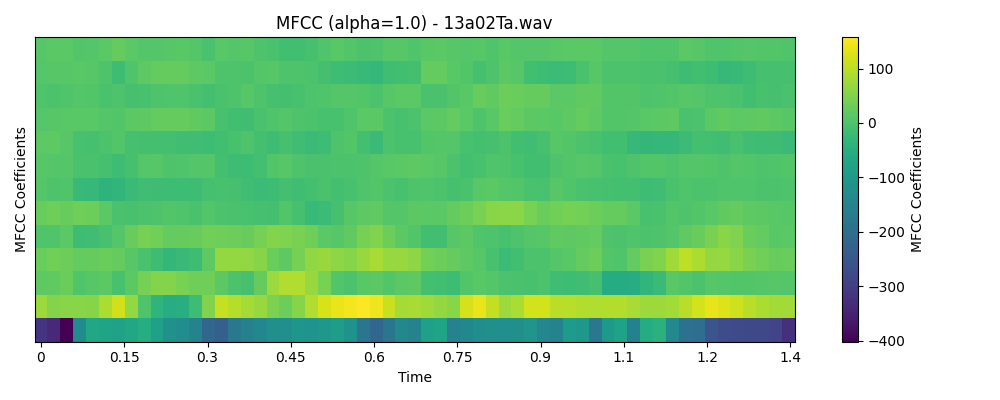 MFCC (alpha=1.0) - 13a02Ta.wav
MFCC Coefficients
0 0.15 0.3 0.45 0.6 0.75 0.9 1.1 1.2 1.4
Time
100
0
−100
−200
−300
−400
MFCC Coefficients